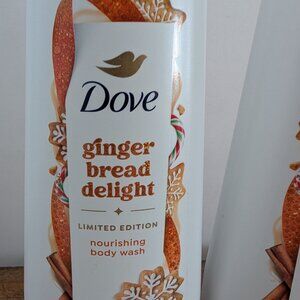 Dove
ginger
bread
delight
LIMITED EDITION
nourishing
body wash